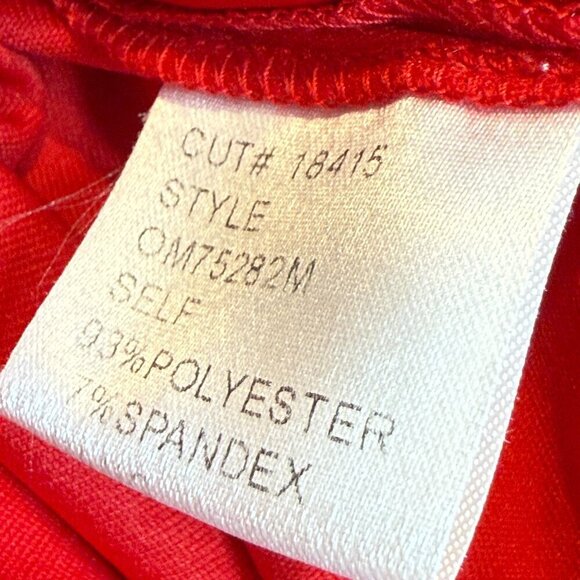 CUT# 18415
STYLE
OM75282M
SELF
93%POLYESTER
7%SPANDEX